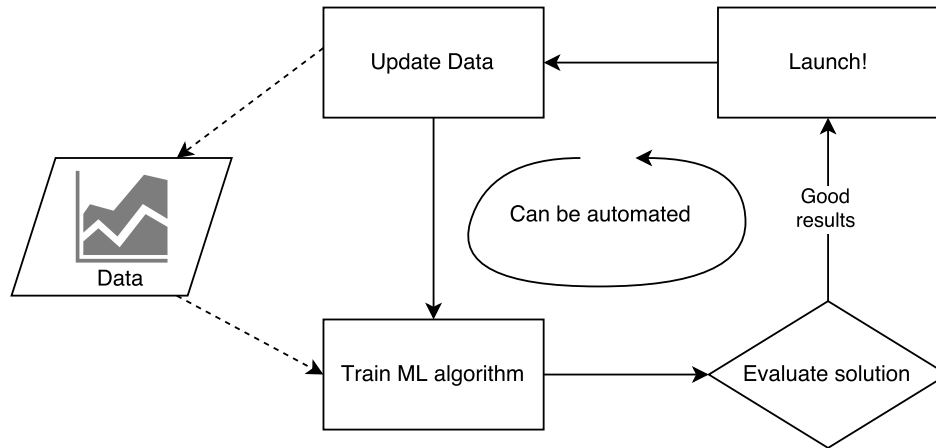 Update Data
Launch!
Can be automated
Good
results
Data
Train ML algorithm
Evaluate solution